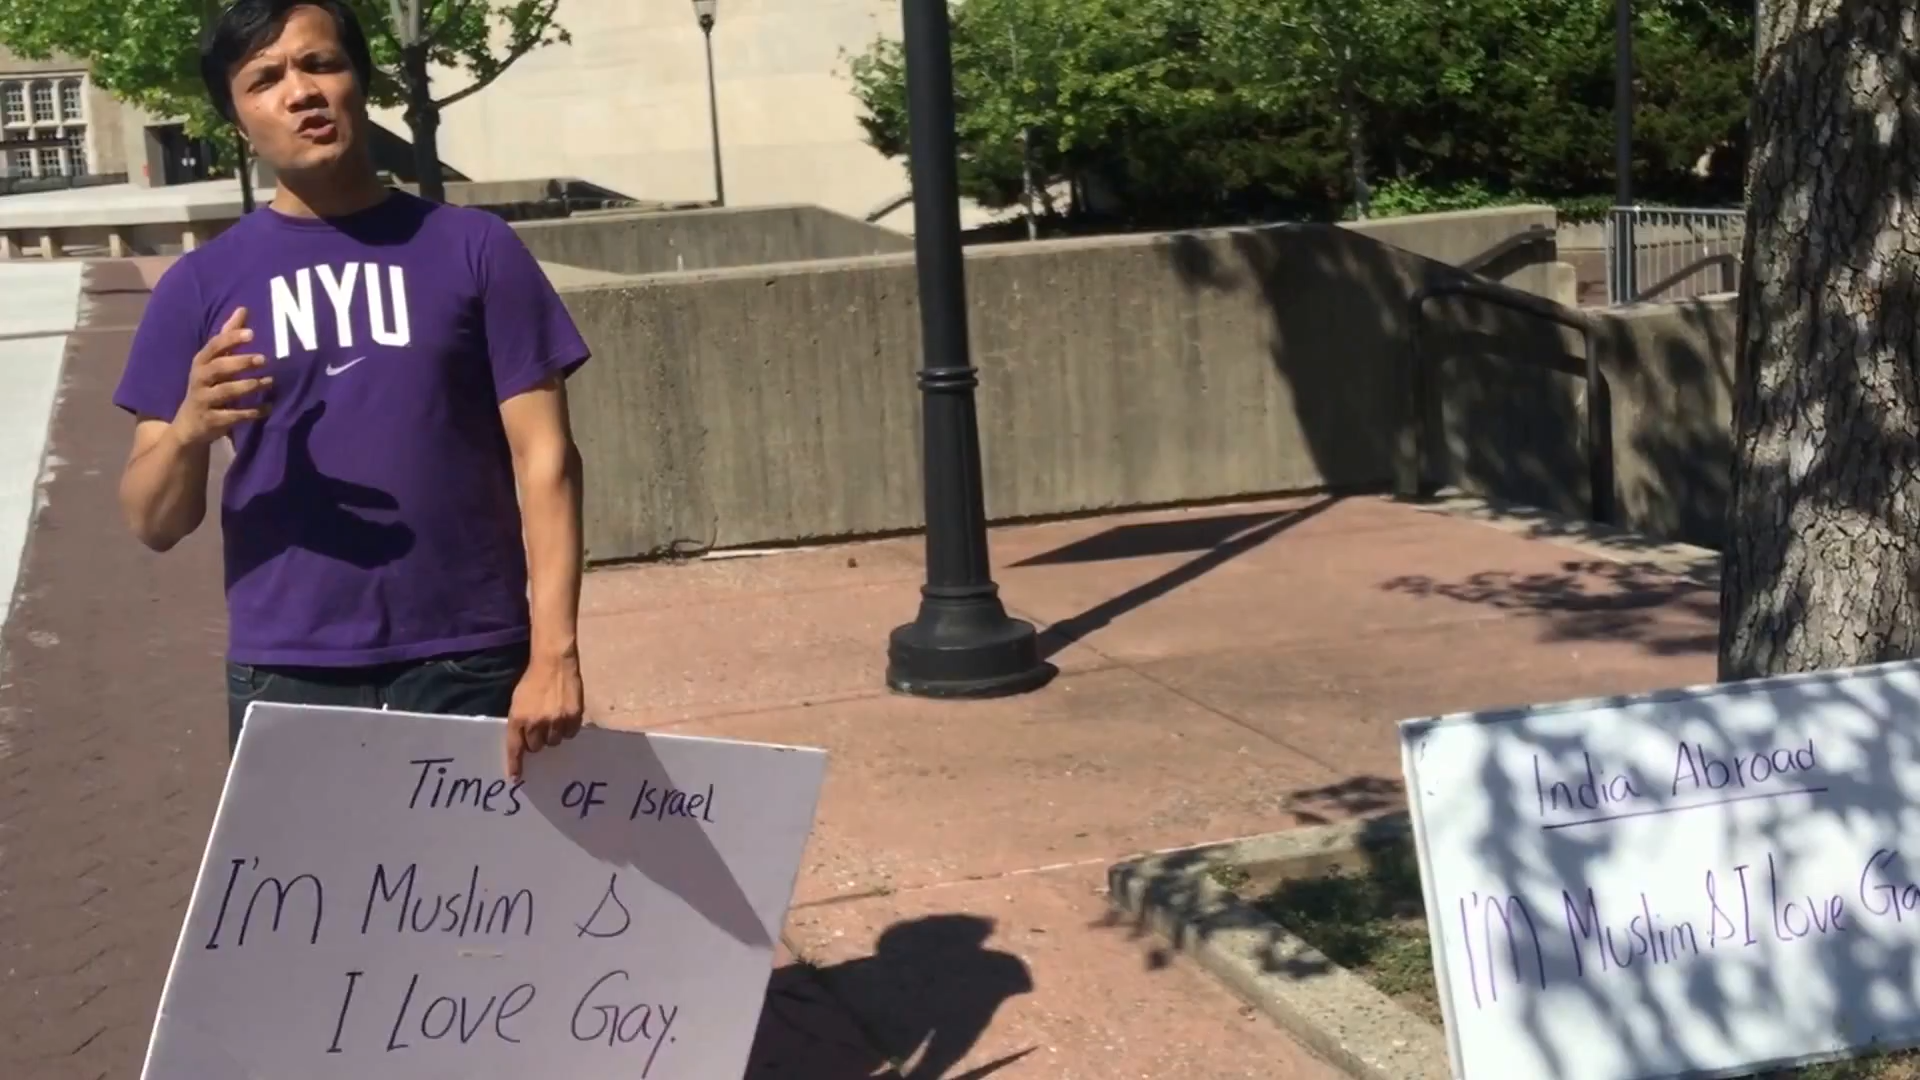 NYU
Times OF Israel
I'm Muslim &
I Love Gay.
India Abroad
I'M Muslim & I Love Ga